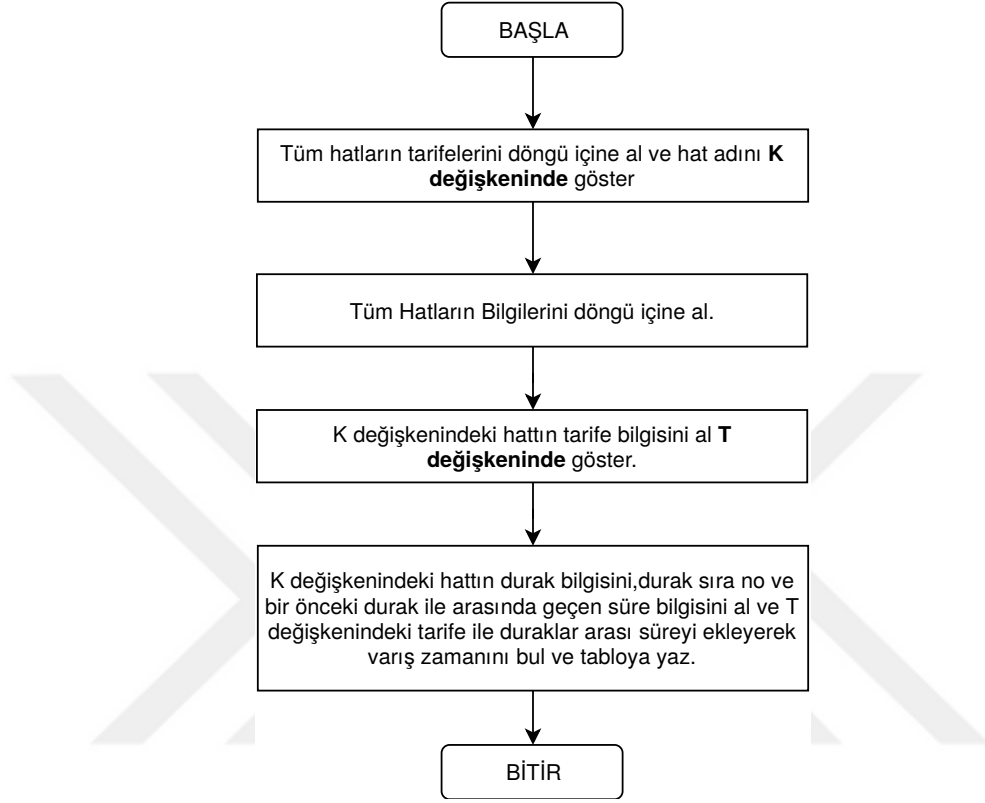 BAŞLA
Tüm hatların tarifelerini döngü içine al ve hat adını K
değişkeninde göster
Tüm Hatların Bilgilerini döngü içine al.
K değişkenindeki hattın tarife bilgisini al T
değişkeninde göster.
K değişkenindeki hattın durak bilgisini,durak sıra no ve
bir önceki durak ile arasında geçen süre bilgisini al ve T
değişkenindeki tarife ile duraklar arası süreyi ekleyerek
varış zamanını bul ve tabloya yaz.
BİTİR